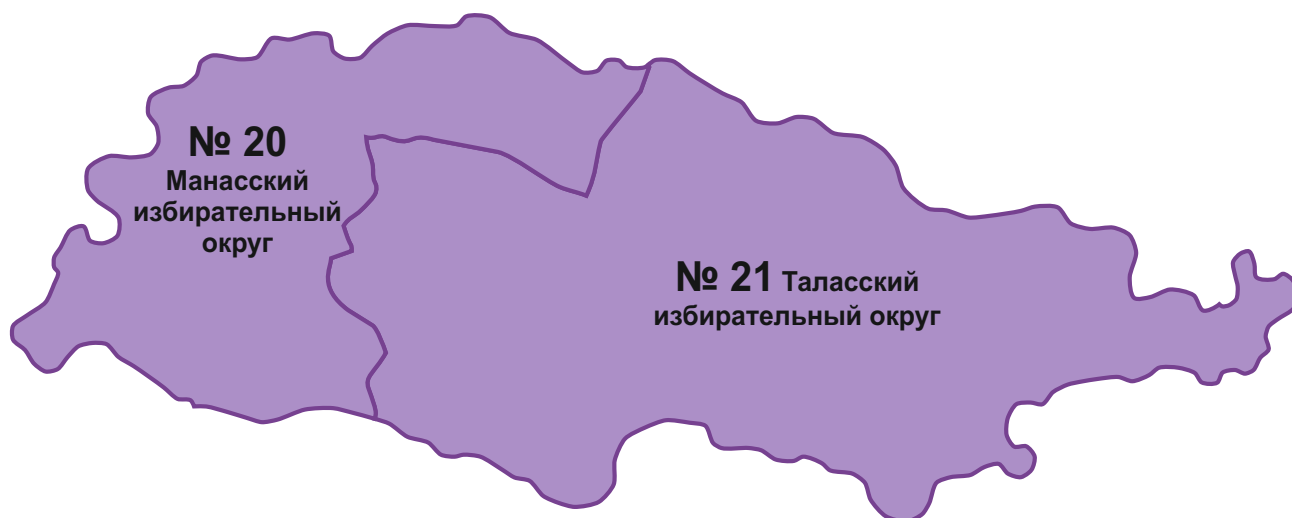 № 20
Манасский
избирательный
округ
№ 21 Таласский
избирательный округ